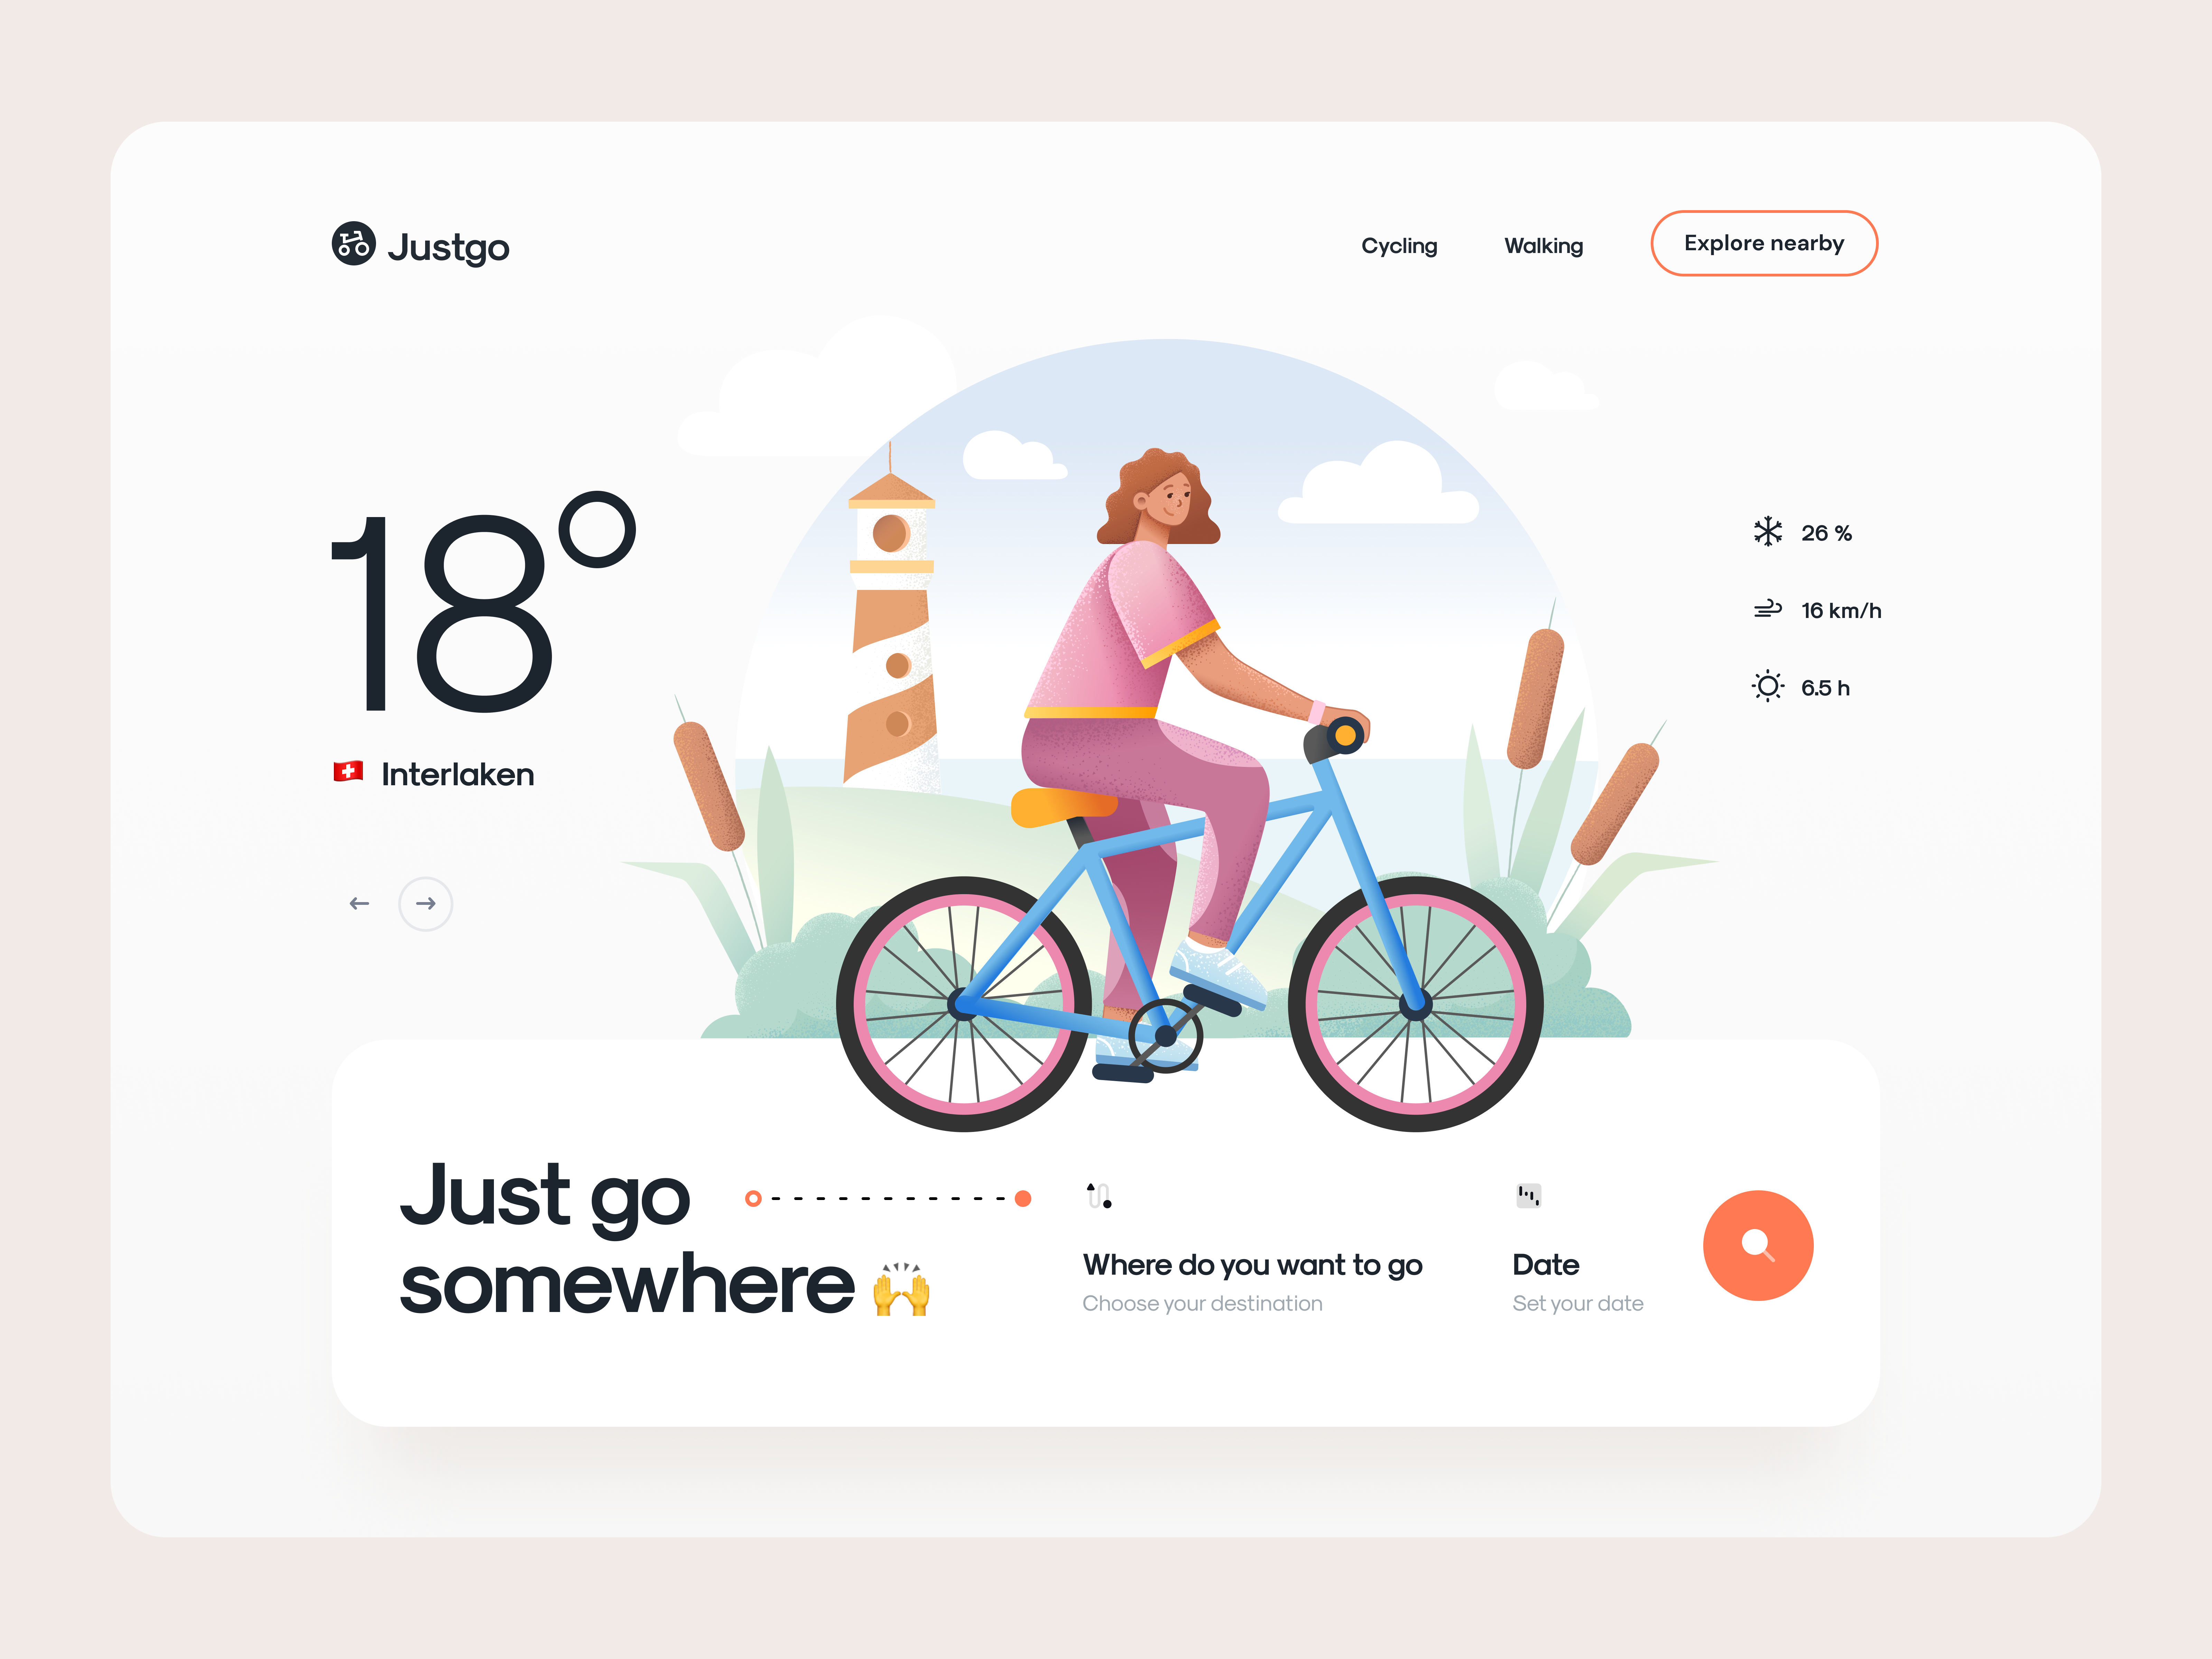 Justgo
Cycling
Walking
Explore nearby
18°
Interlaken
26 %
16 km/h
6.5 h
Just go
somewhere 🙌
Where do you want to go
Choose your destination
Date
Set your date